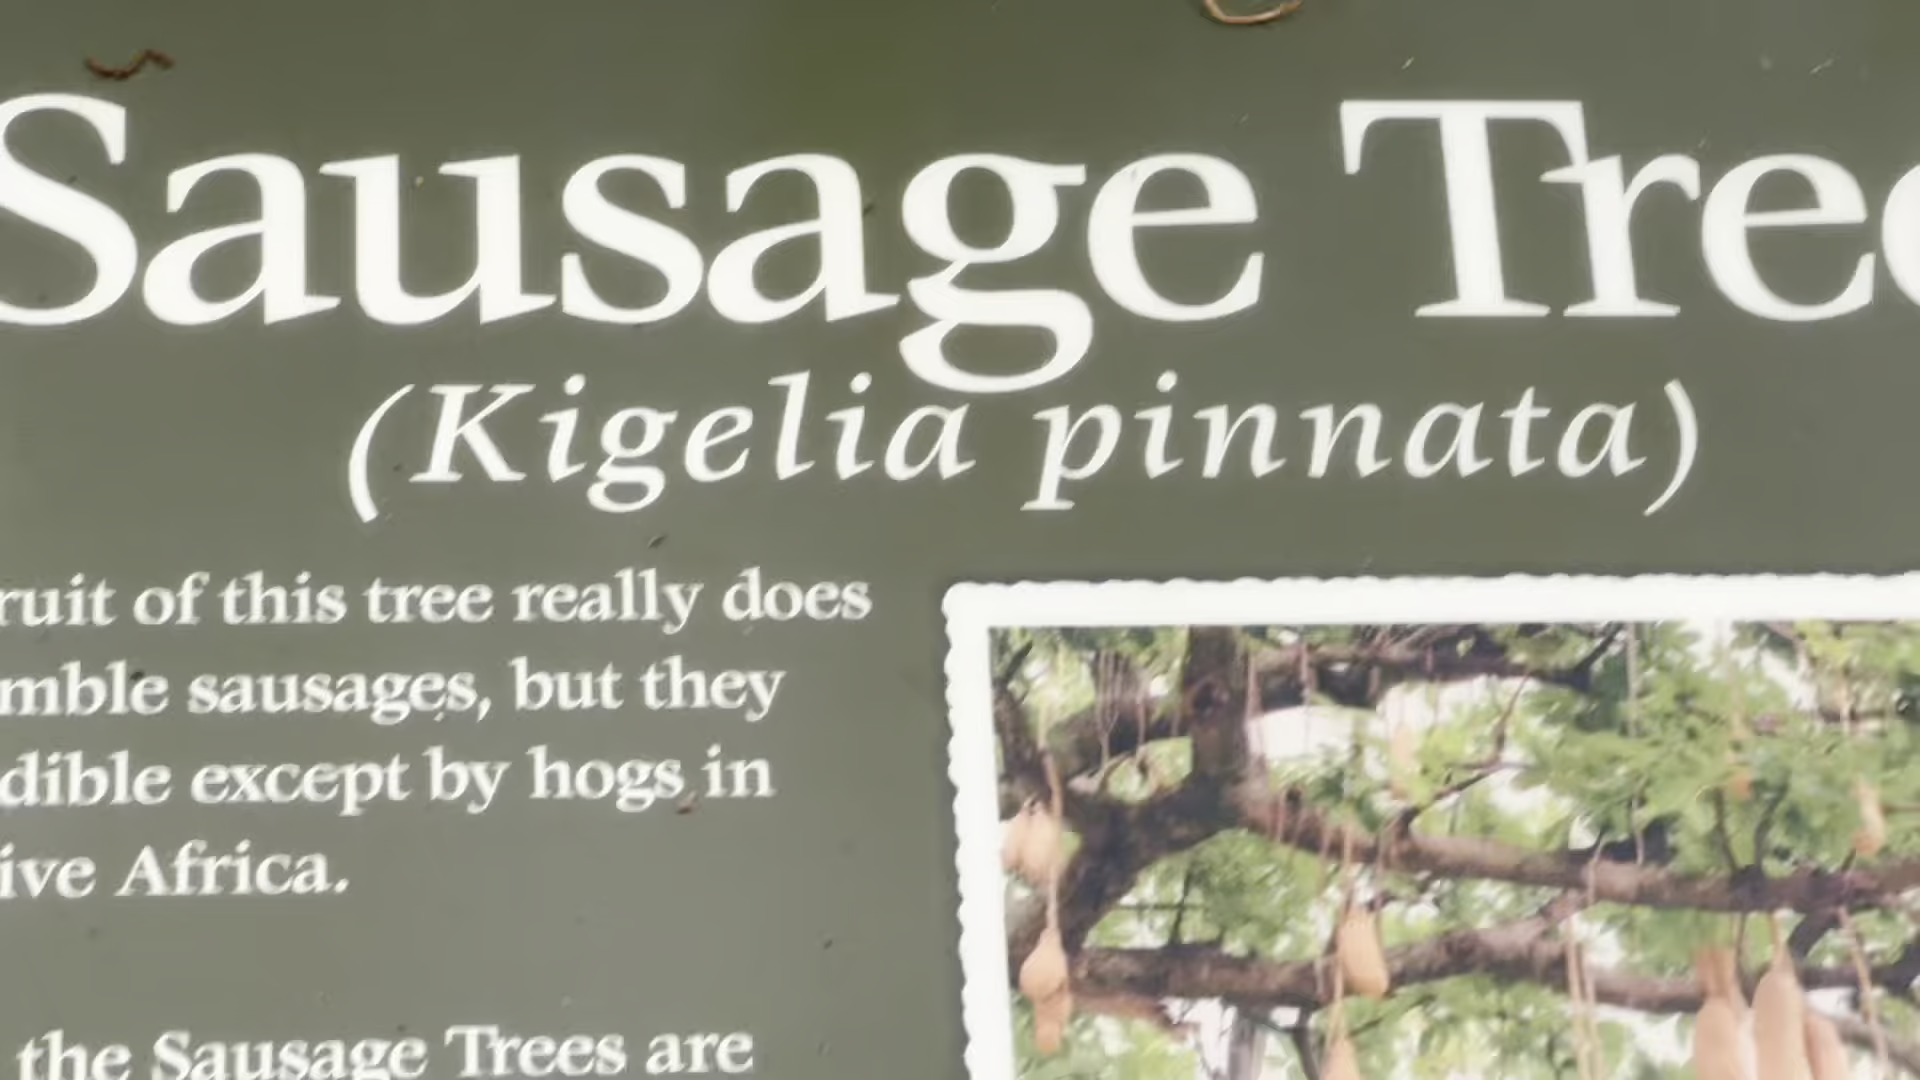 Sausage Tree
(Kigelia pinnata)
ruit of this tree really does
mble sausages, but they
dible except by hogs in
ive Africa.
the Sausage Trees are